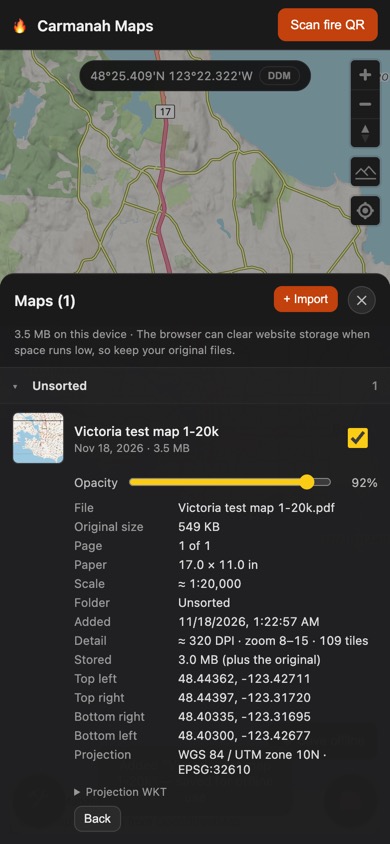 Carmanah Maps
Scan fire QR
48°25.409'N 123°22.322'W DDM
17
Maps (1)
+ Import
3.5 MB on this device · The browser can clear website storage when
space runs low, so keep your original files.
Unsorted 1
Victoria test map 1-20k
Nov 18, 2026 · 3.5 MB
Opacity 92%
File Victoria test map 1-20k.pdf
Original size 549 KB
Page 1 of 1
Paper 17.0 × 11.0 in
Scale ≈ 1:20,000
Folder Unsorted
Added 11/18/2026, 1:22:57 AM
Detail ≈ 320 DPI · zoom 8–15 · 109 tiles
Stored 3.0 MB (plus the original)
Top left 48.44362, -123.42711
Top right 48.44397, -123.31720
Bottom right 48.40335, -123.31695
Bottom left 48.40300, -123.42677
Projection WGS 84 / UTM zone 10N ·
EPSG:32610
Projection WKT
Back